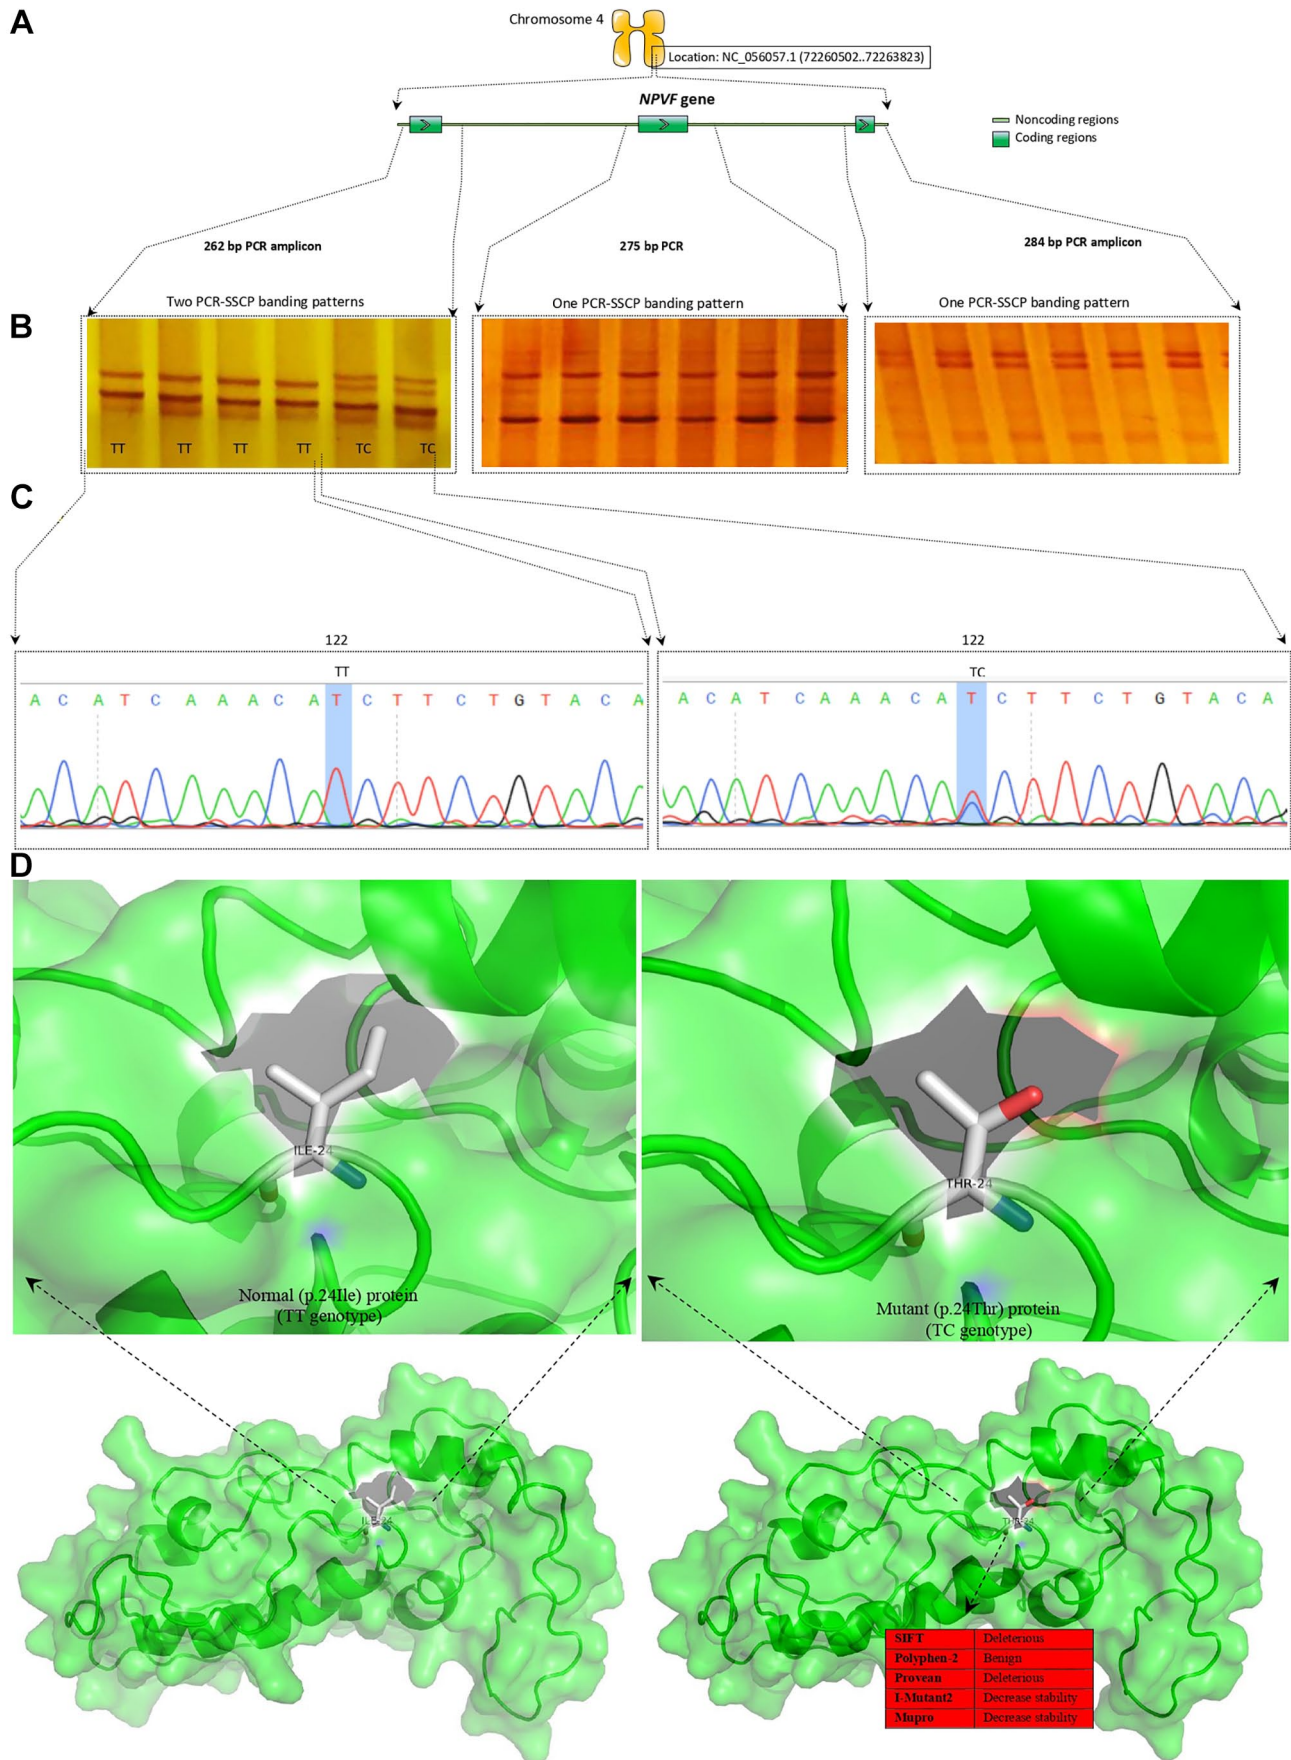 A
Chromosome 4
Location: NC_056057.1 (72260502..72263823)
NPVF gene
Noncoding regions
Coding regions
262 bp PCR amplicon
275 bp PCR
284 bp PCR amplicon
Two PCR-SSCP banding patterns
One PCR-SSCP banding pattern
One PCR-SSCP banding pattern
B
TT TT TT TT TC TC
C
122
122
TT
TC
A C A T C A A A C A T C T T C T G T A C A
A C A T C A A A C A T C T T C T G T A C A
D
ILE-24
THR-24
Normal (p.24Ile) protein
(TT genotype)
Mutant (p.24Thr) protein
(TC genotype)
ILE-24
THR-24
SIFT Deleterious
Polyphen-2 Benign
Provean Deleterious
I-Mutant2 Decrease stability
Mupro Decrease stability